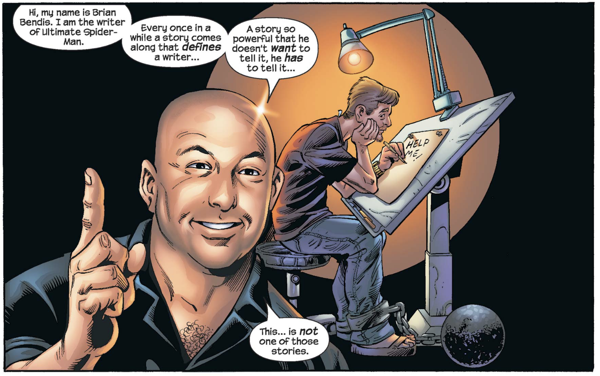 Hi, my name is Brian
Bendis. I am the writer
of Ultimate Spider-
Man.
Every once in a
while a story comes
along that defines
a writer...
A story so
powerful that he
doesn't want to
tell it, he has
to tell it...
HELP
ME!
This... is not
one of those
stories.